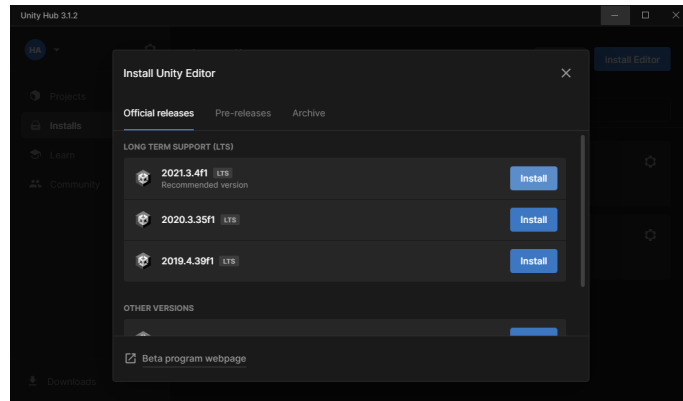 Unity Hub 3.1.2
HA
Install Editor
Install Unity Editor
Projects
Official releases Pre-releases Archive
Installs
LONG TERM SUPPORT (LTS)
Learn
2021.3.4f1 LTS Install
Recommended version
Community
2020.3.35f1 LTS Install
2019.4.39f1 LTS Install
OTHER VERSIONS
Beta program webpage
Downloads